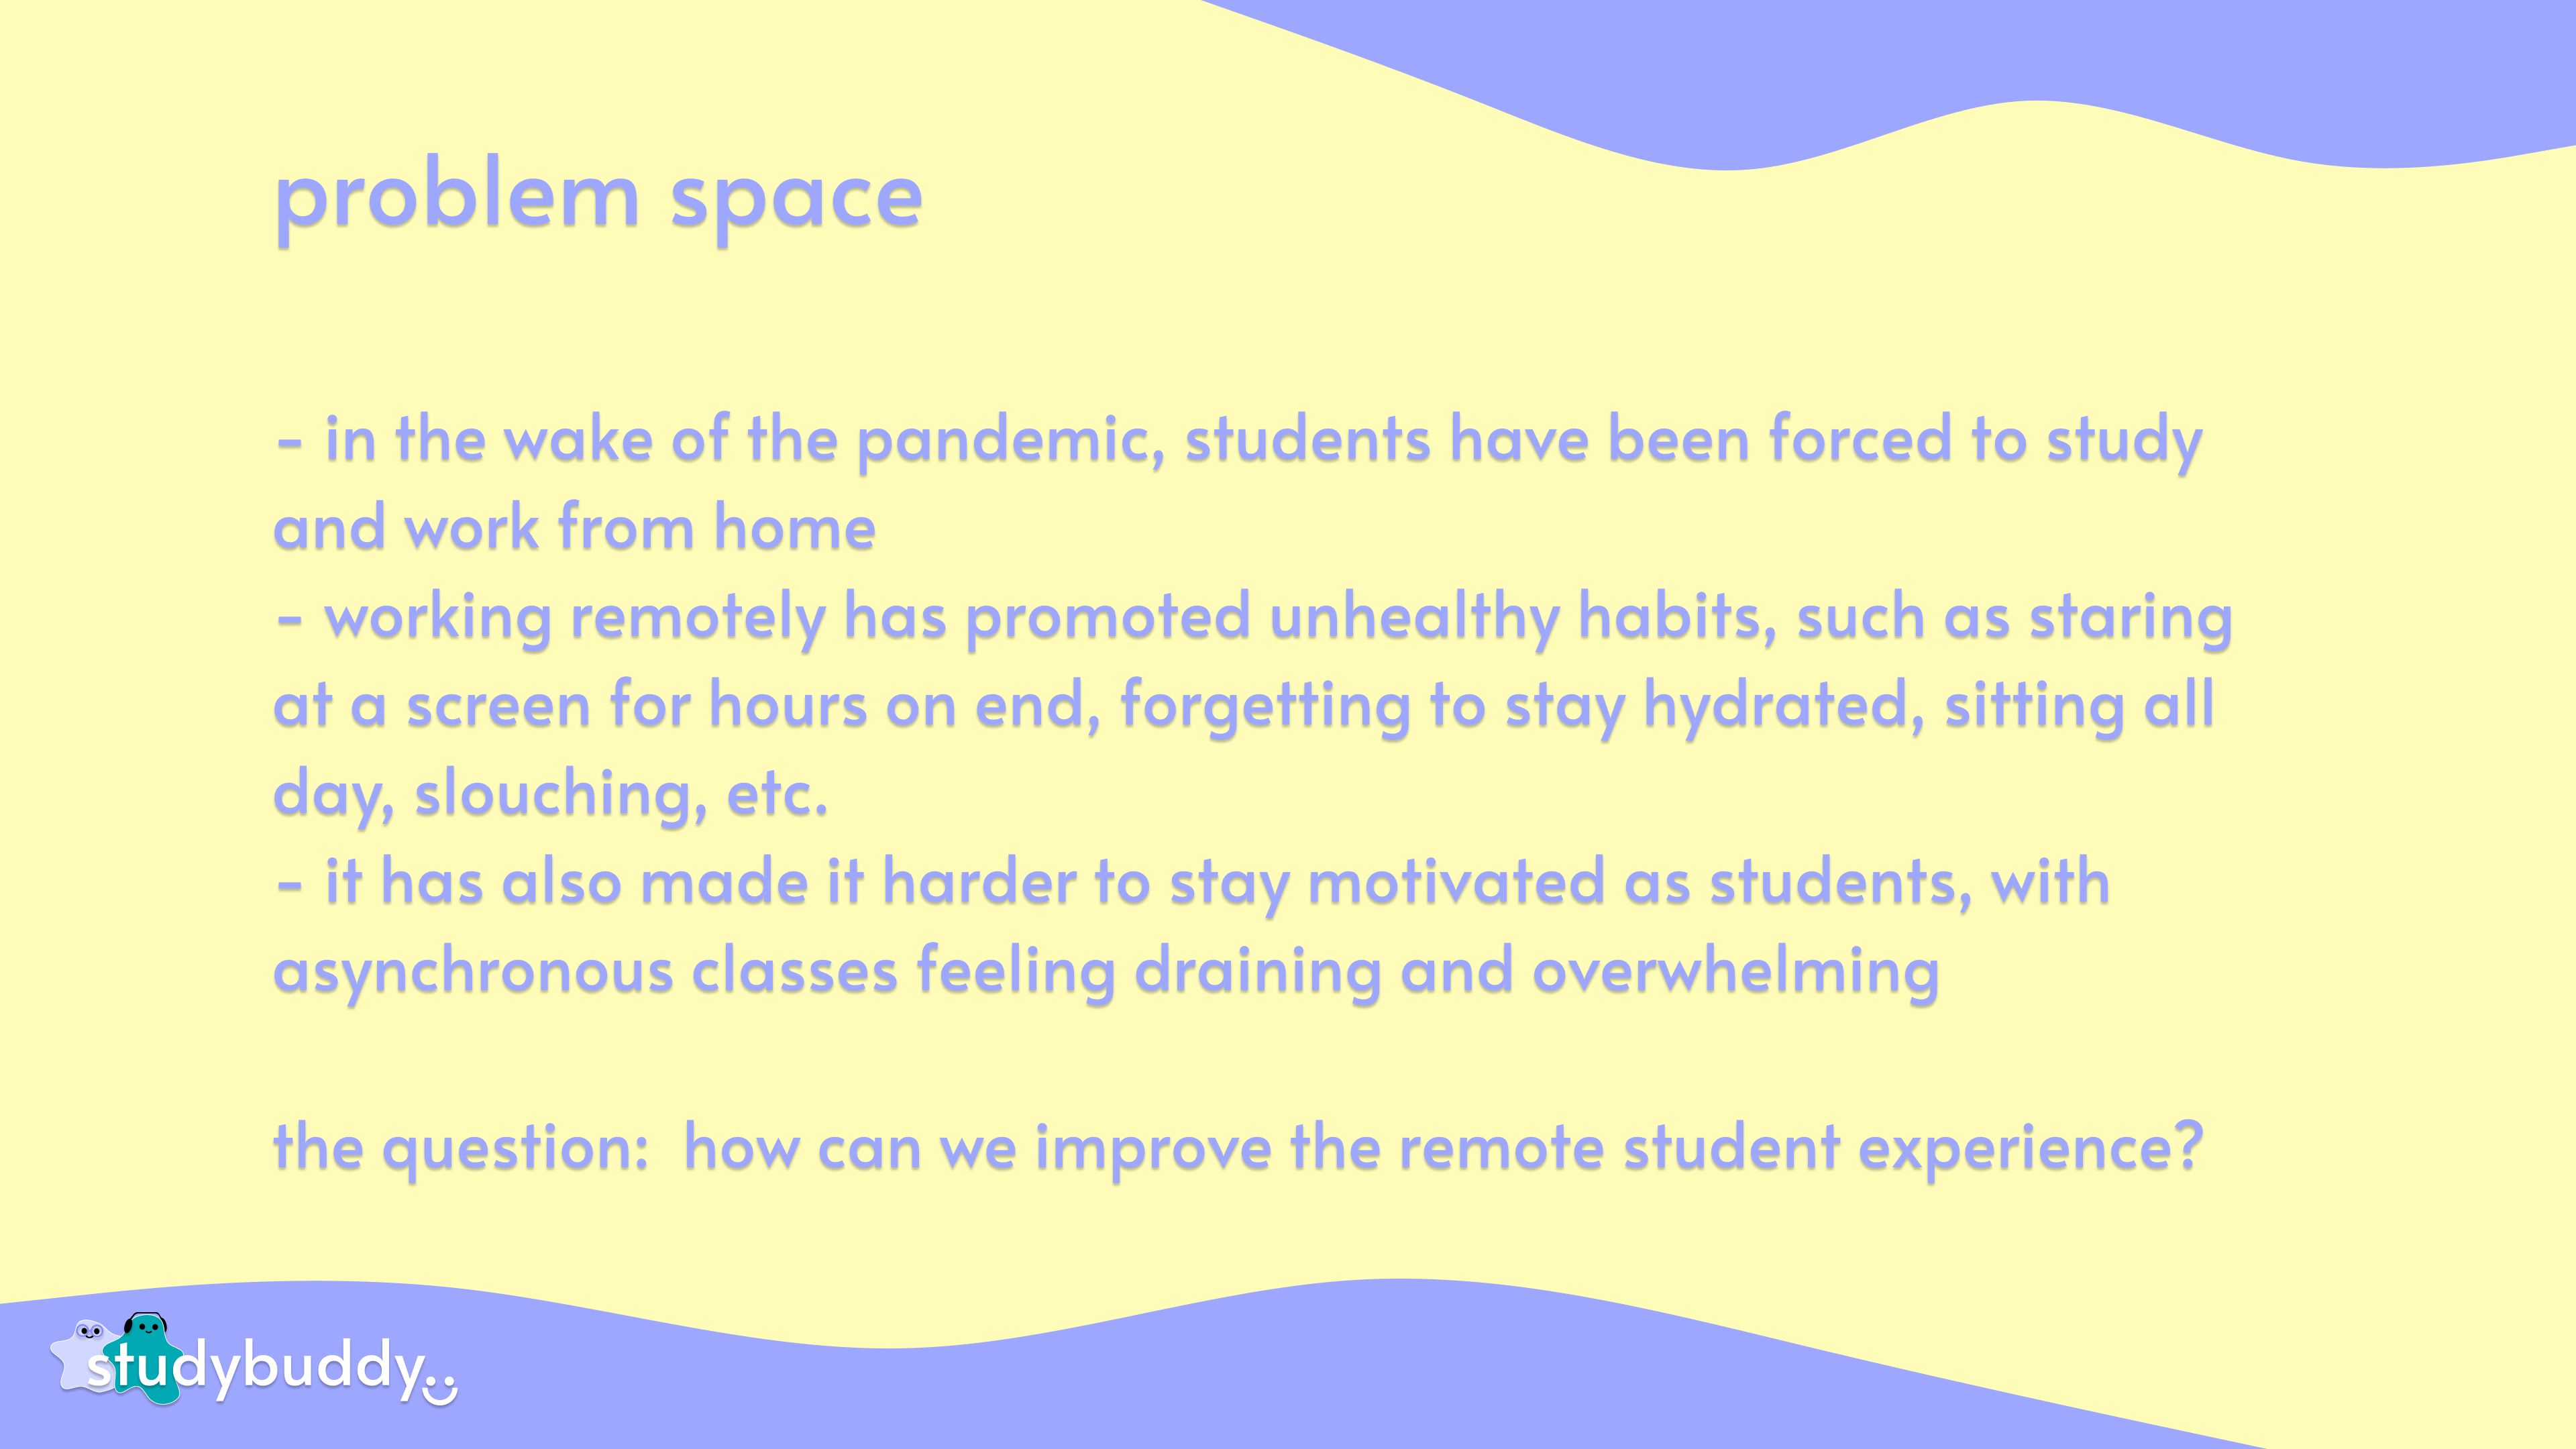 problem space
- in the wake of the pandemic, students have been forced to study
and work from home
- working remotely has promoted unhealthy habits, such as staring
at a screen for hours on end, forgetting to stay hydrated, sitting all
day, slouching, etc.
- it has also made it harder to stay motivated as students, with
asynchronous classes feeling draining and overwhelming
the question:  how can we improve the remote student experience?
studybuddy